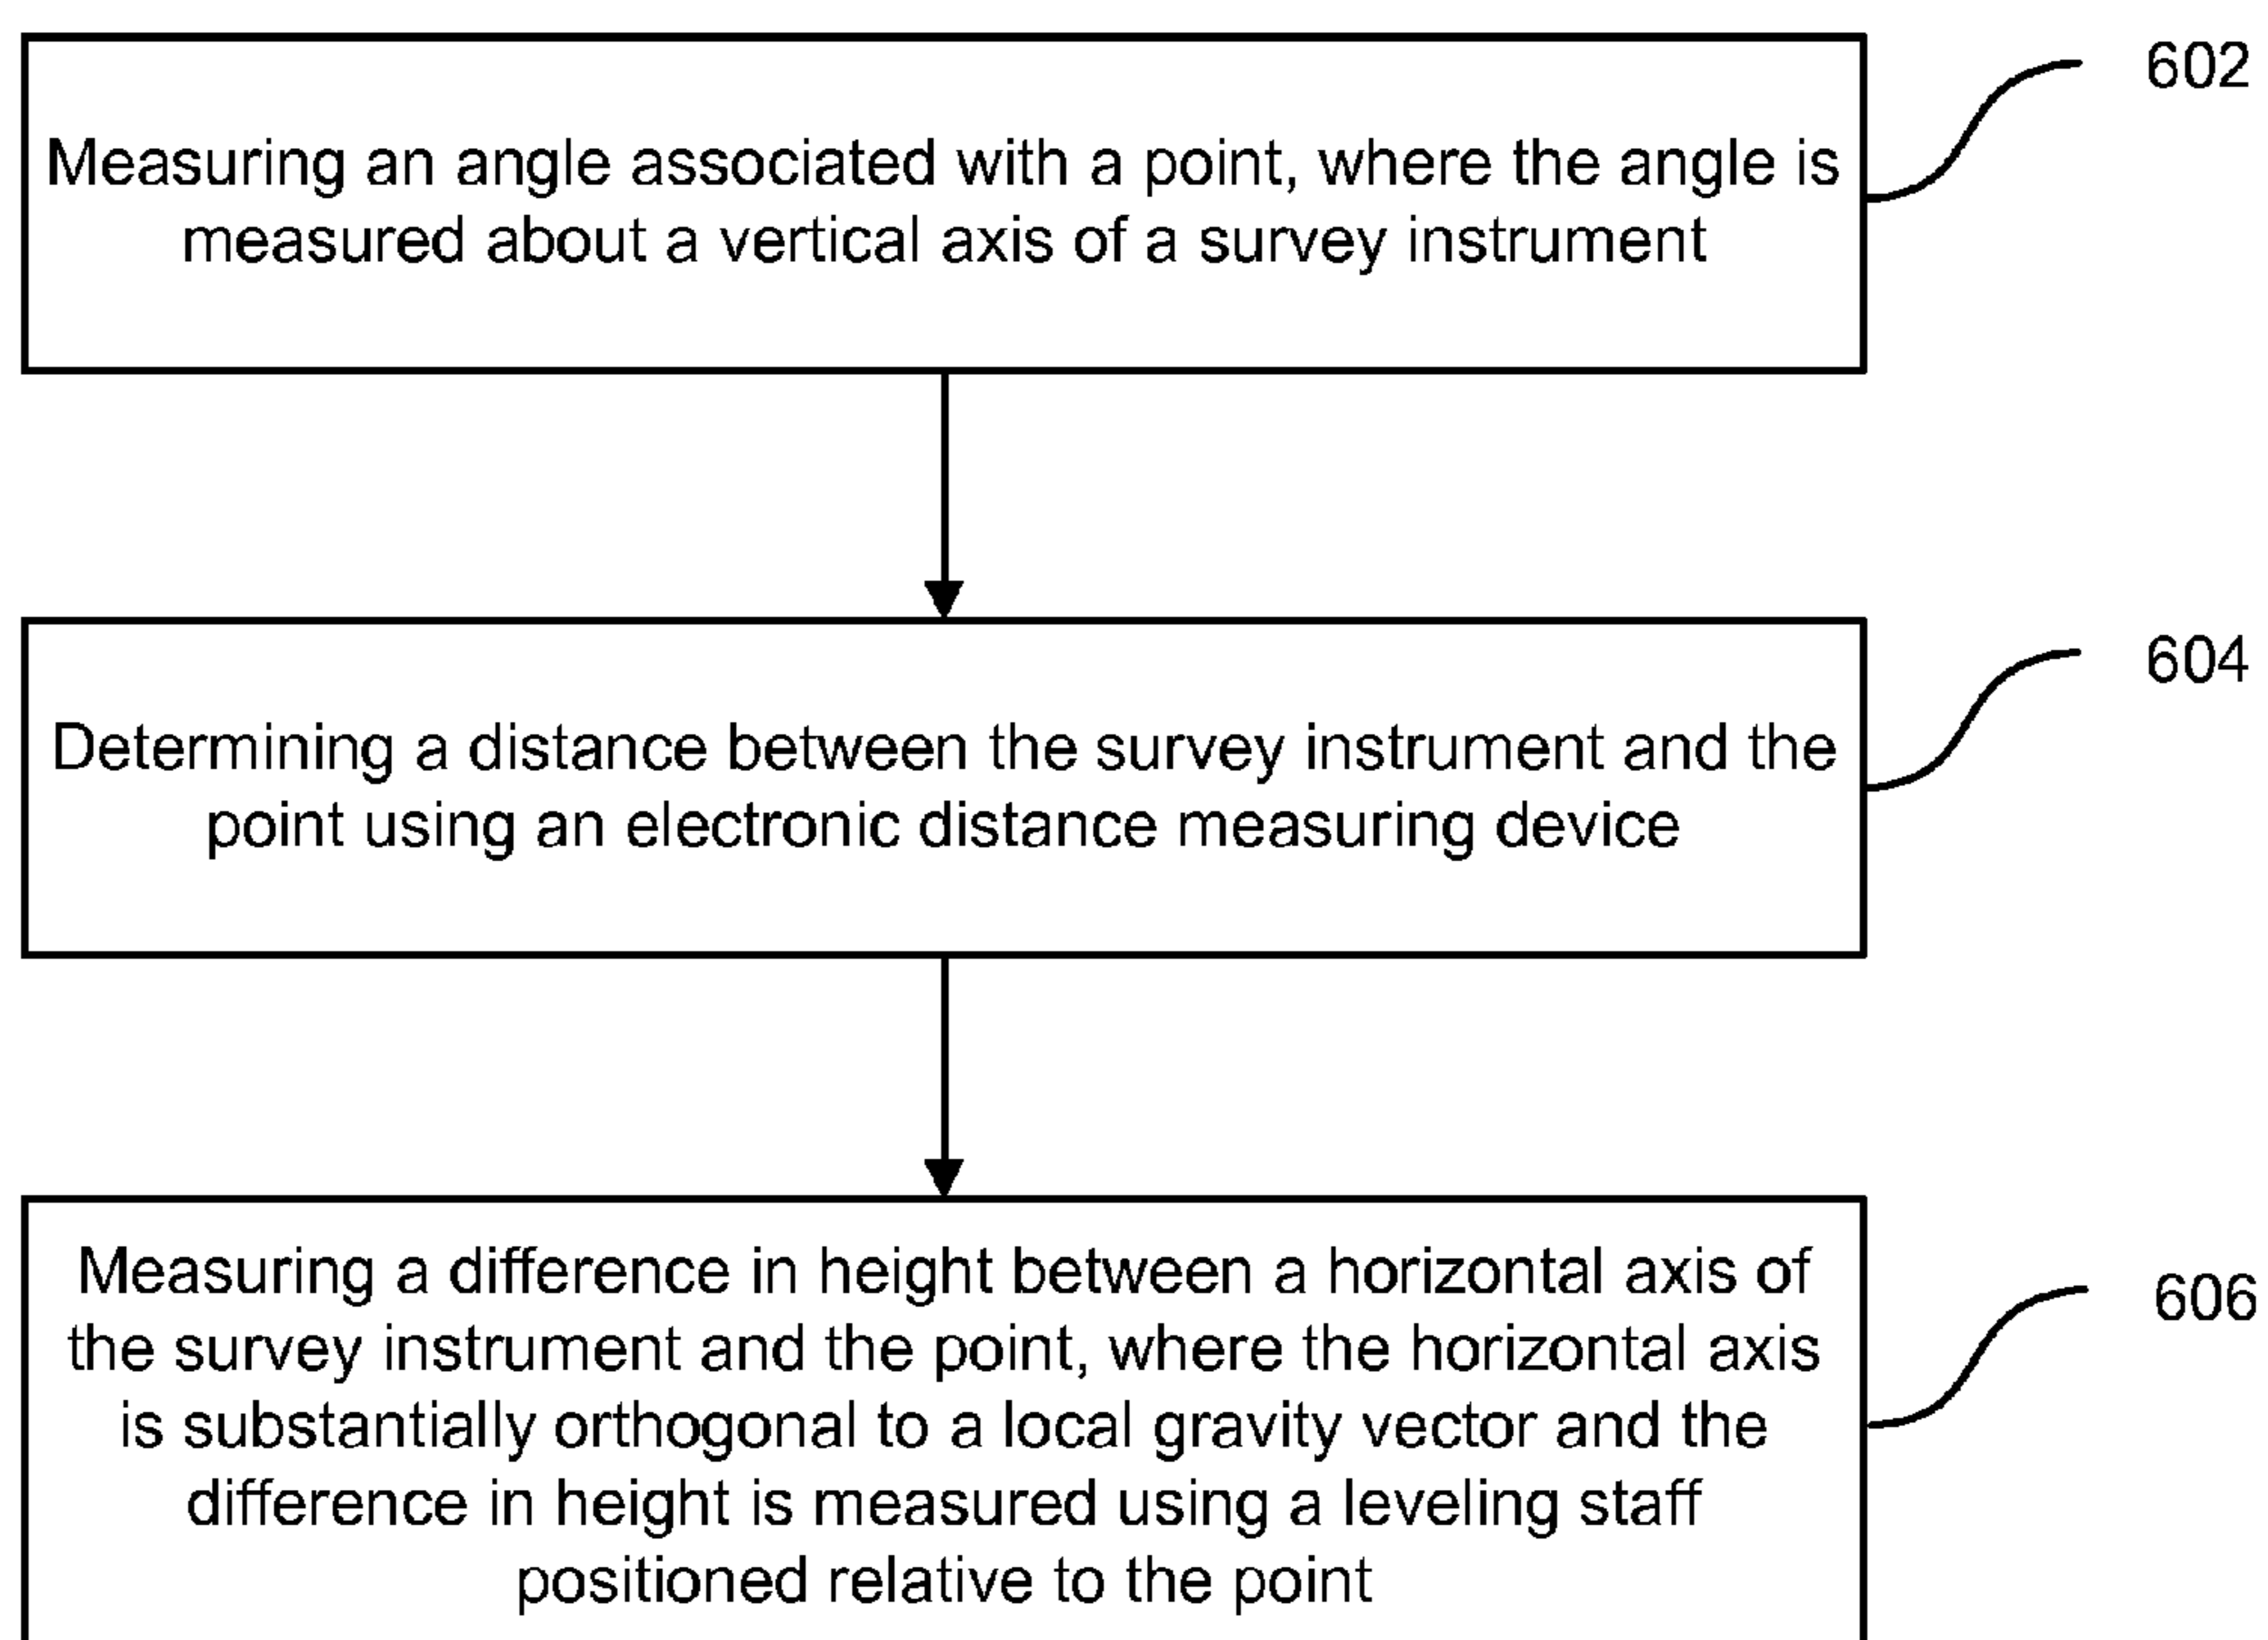 602
Measuring an angle associated with a point, where the angle is
measured about a vertical axis of a survey instrument
604
Determining a distance between the survey instrument and the
point using an electronic distance measuring device
606
Measuring a difference in height between a horizontal axis of
the survey instrument and the point, where the horizontal axis
is substantially orthogonal to a local gravity vector and the
difference in height is measured using a leveling staff
positioned relative to the point